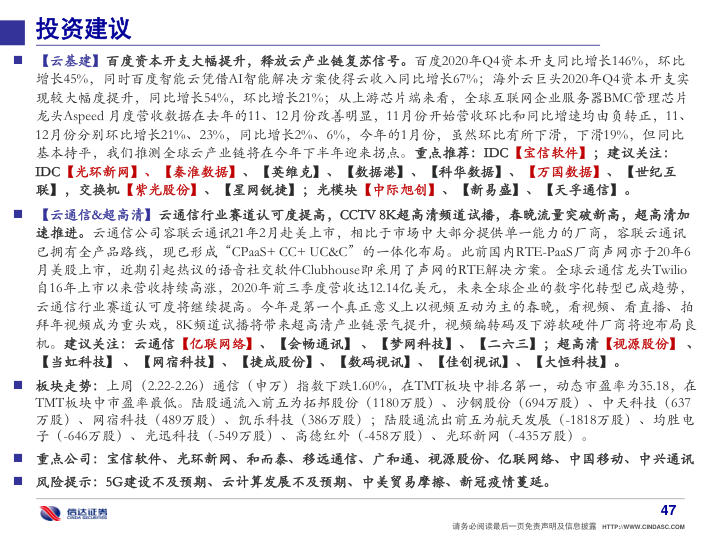 投资建议
【云基建】百度资本开支大幅提升，释放云产业链复苏信号。百度2020年Q4资本开支同比增长146%，环比
增长45%，同时百度智能云凭借AI智能解决方案使得云收入同比增长67%；海外云巨头2020年Q4资本开支实
现较大幅度提升，同比增长54%，环比增长21%；从上游芯片端来看，全球互联网企业服务器BMC管理芯片
龙头Aspeed 月度营收数据在去年的11、12月份改善明显，11月份开始营收环比和同比增速均由负转正，11、
12月份分别环比增长21%、23%，同比增长2%、6%，今年的1月份，虽然环比有所下滑，下滑19%，但同比
基本持平，我们推测全球云产业链将在今年下半年迎来拐点。重点推荐：IDC【宝信软件】；建议关注：
IDC【光环新网】、【秦淮数据】、【英维克】、【数据港】、【科华数据】、【万国数据】、【世纪互
联】，交换机【紫光股份】、【星网锐捷】；光模块【中际旭创】、【新易盛】、【天孚通信】。
【云通信&超高清】云通信行业赛道认可度提高，CCTV 8K超高清频道试播，春晚流量突破新高，超高清加
速推进。云通信公司容联云通讯21年2月赴美上市，相比于市场中大部分提供单一能力的厂商，容联云通讯
已拥有全产品路线，现已形成“CPaaS+ CC+ UC&C”的一体化布局。此前国内RTE-PaaS厂商声网亦于20年6
月美股上市，近期引起热议的语音社交软件Clubhouse即采用了声网的RTE解决方案。全球云通信龙头Twilio
自16年上市以来营收持续高涨，2020年前三季度营收达12.14亿美元，未来全球企业的数字化转型已成趋势，
云通信行业赛道认可度将继续提高。今年是第一个真正意义上以视频互动为主的春晚，看视频、看直播、拍
拜年视频成为重头戏，8K频道试播将带来超高清产业链景气提升，视频编转码及下游软硬件厂商将迎布局良
机。建议关注：云通信【亿联网络】、【会畅通讯】、【梦网科技】、【二六三】；超高清【视源股份】、
【当虹科技】、【网宿科技】、【捷成股份】、【数码视讯】、【佳创视讯】、【大恒科技】。
板块走势：上周（2.22-2.26）通信（申万）指数下跌1.60%，在TMT板块中排名第一，动态市盈率为35.18，在
TMT板块中市盈率最低。陆股通流入前五为拓邦股份（1180万股）、沙钢股份（694万股）、中天科技（637
万股）、网宿科技（489万股）、凯乐科技（386万股）；陆股通流出前五为航天发展（-1818万股）、均胜电
子（-646万股）、光迅科技（-549万股）、高德红外（-458万股）、光环新网（-435万股）。
重点公司：宝信软件、光环新网、和而泰、移远通信、广和通、视源股份、亿联网络、中国移动、中兴通讯
风险提示：5G建设不及预期、云计算发展不及预期、中美贸易摩擦、新冠疫情蔓延。
信达证券
CINDA SECURITIES
47
请务必阅读最后一页免责声明及信息披露 HTTP://WWW.CINDASC.COM